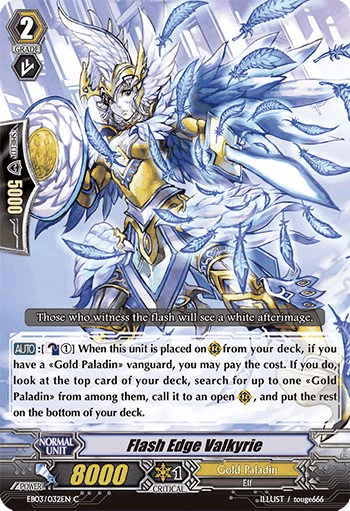 2
GRADE
SHIELD
5000
Those who witness the flash will see a white afterimage.
AUTO:[ ①] When this unit is placed on from your deck, if you
have a «Gold Paladin» vanguard, you may pay the cost. If you do,
look at the top card of your deck, search for up to one «Gold
Paladin» from among them, call it to an open , and put the rest
on the bottom of your deck.
NORMAL
UNIT
Flash Edge Valkyrie
POWER
8000
1
CRITICAL
Gold Paladin
Elf
EB03/032EN C
ILLUST / touge666